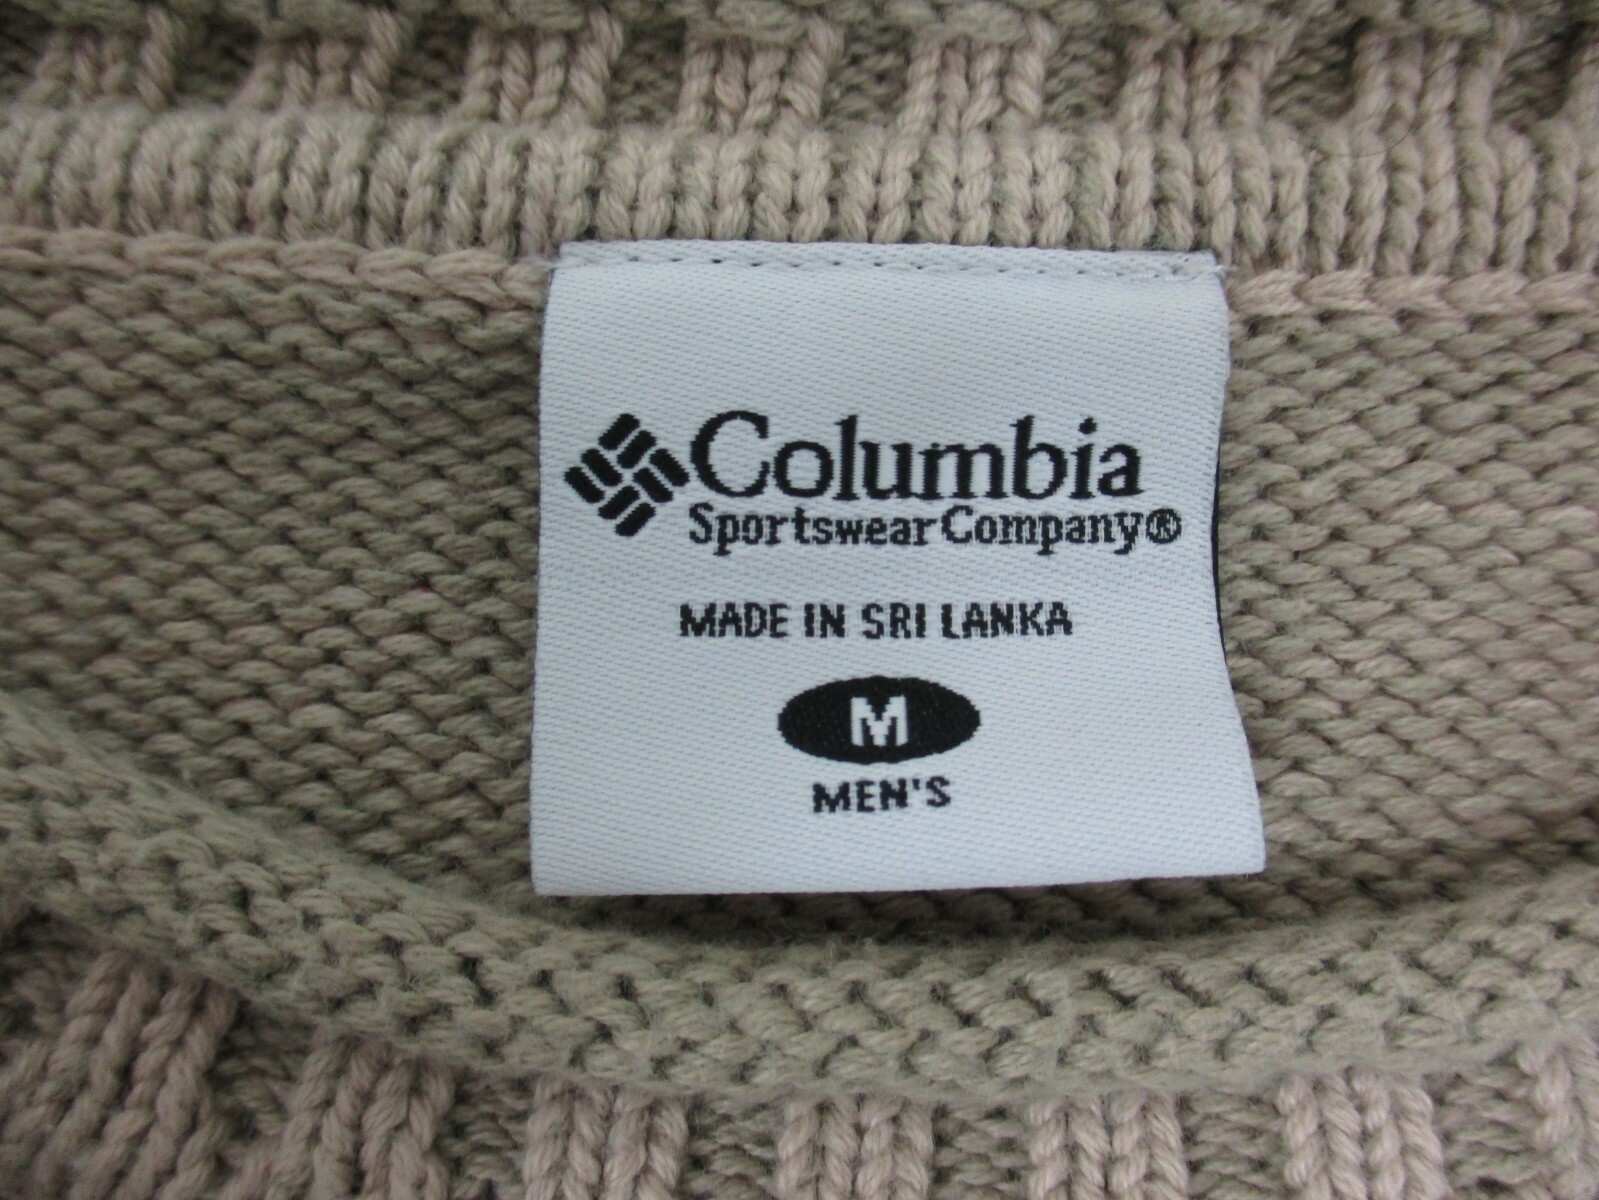 Columbia
Sportswear Company®
MADE IN SRI LANKA
M
MEN'S